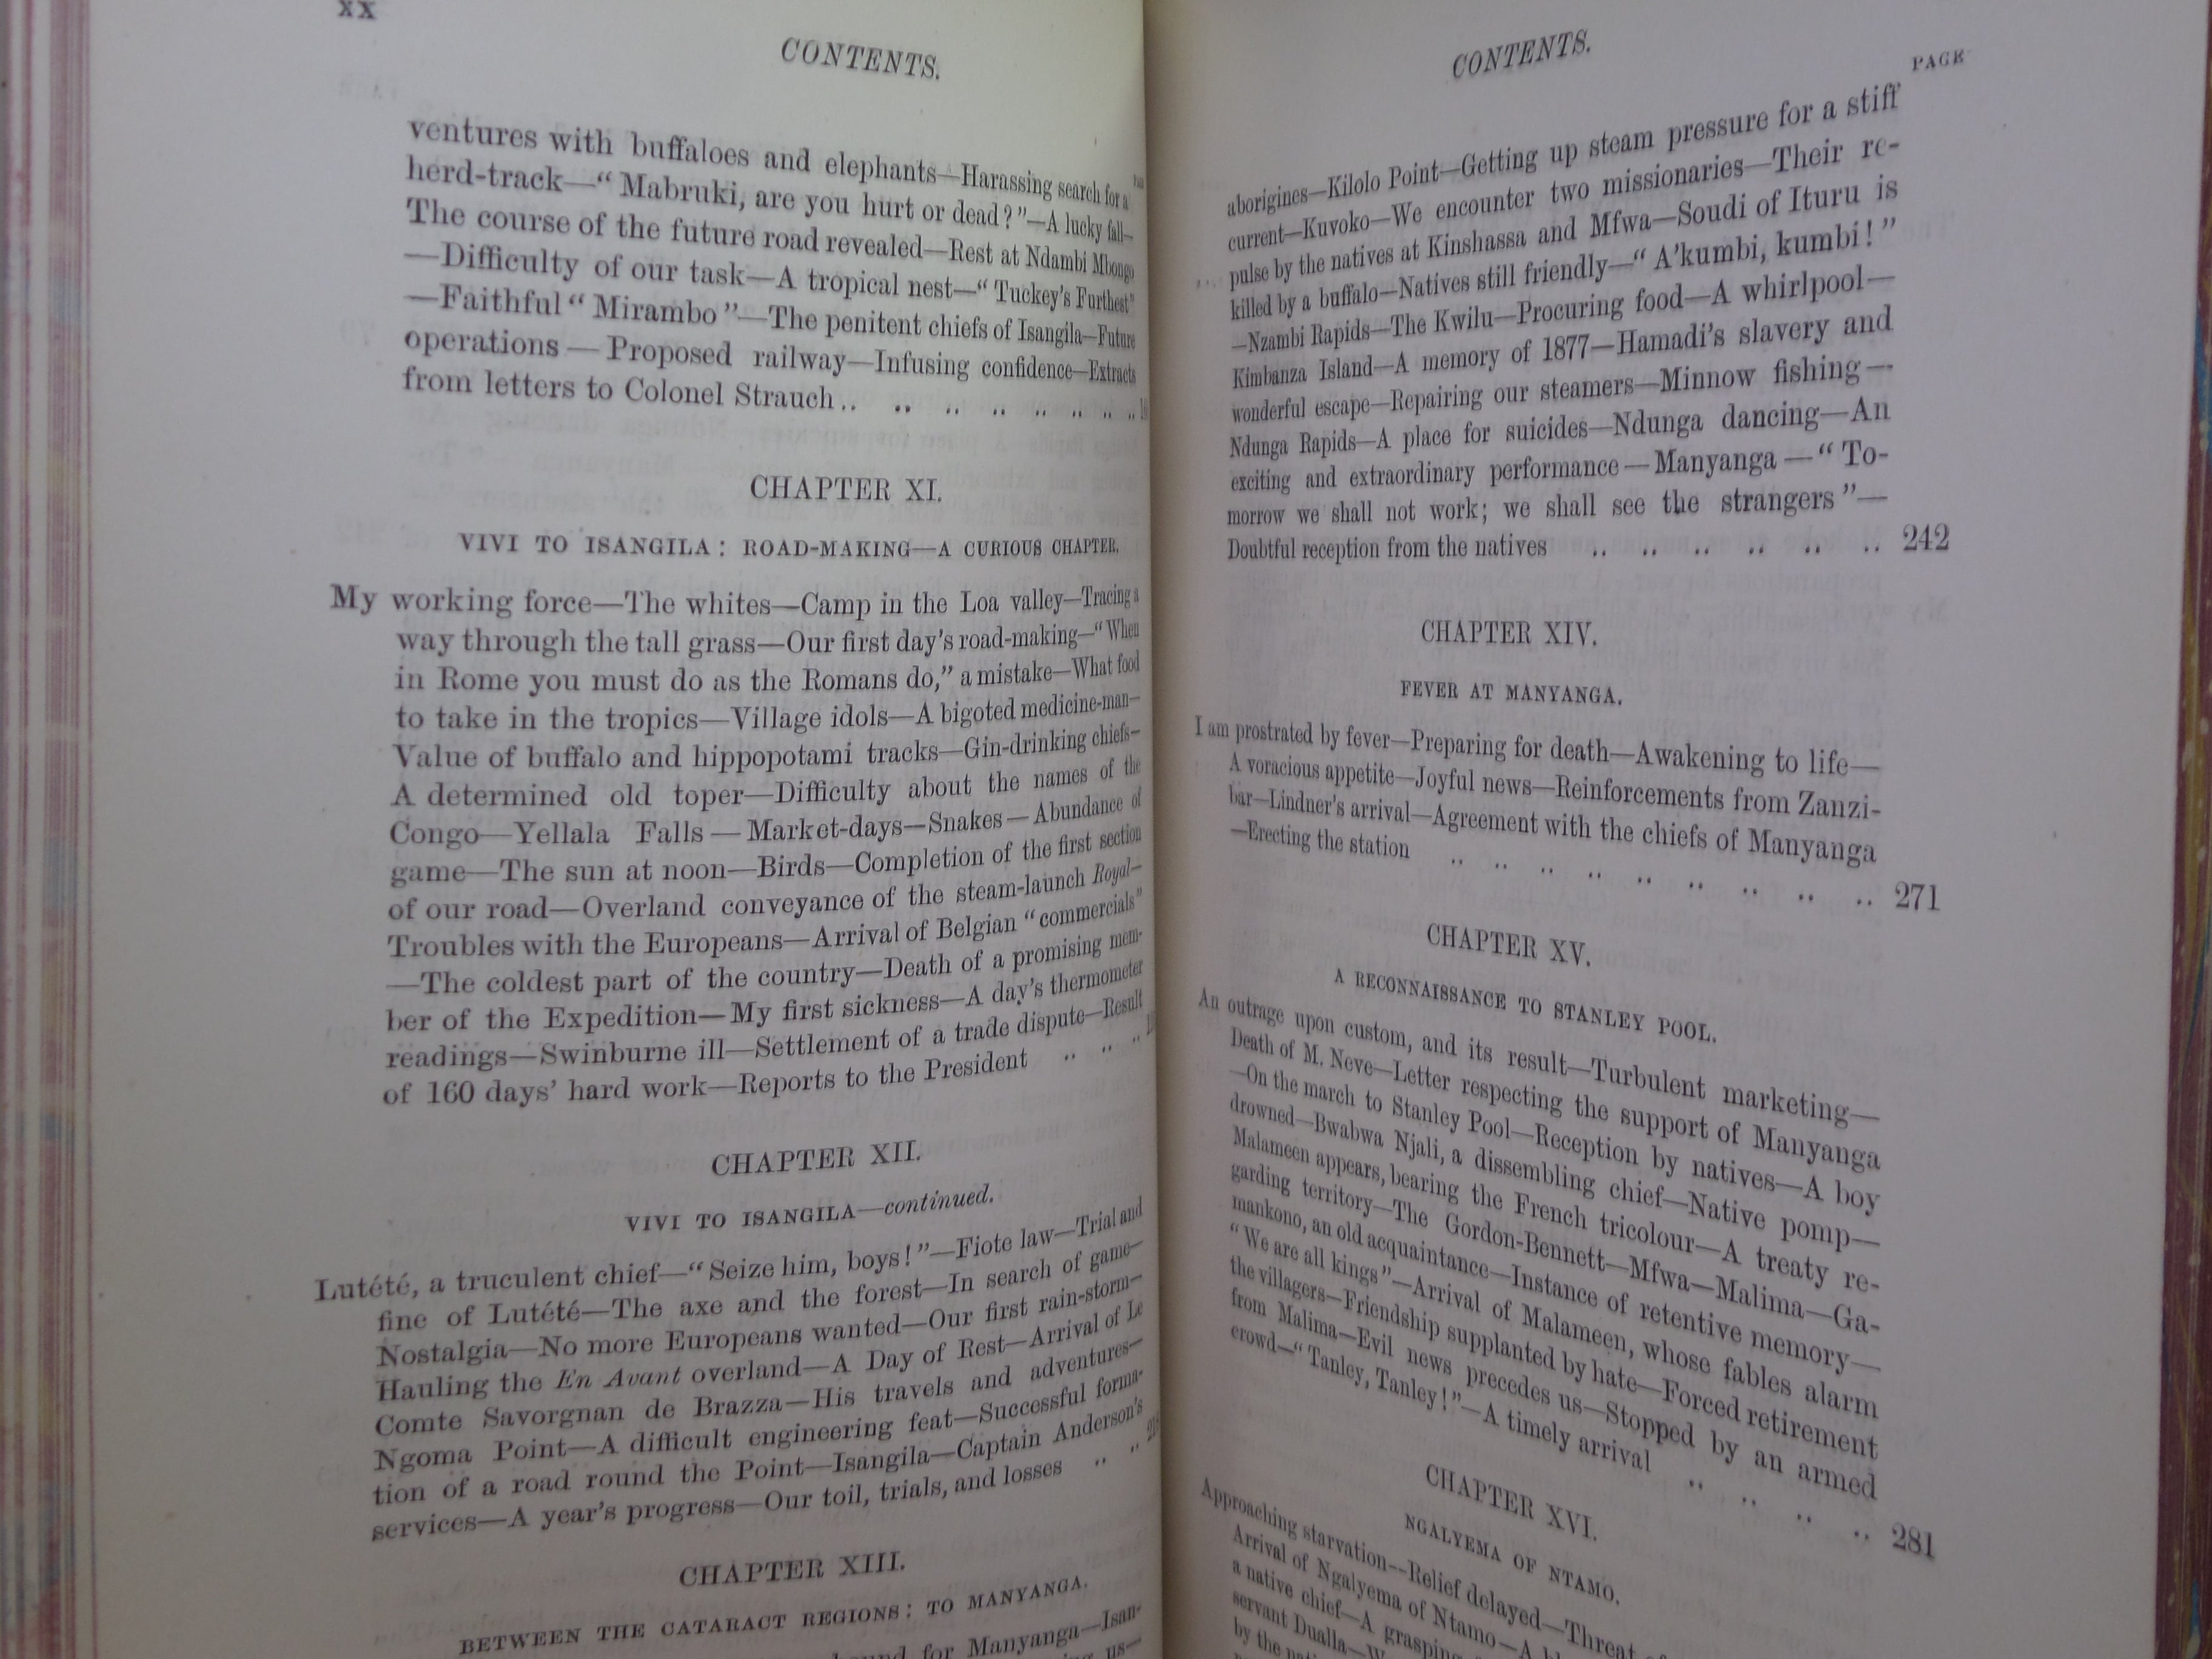 XX
CONTENTS.
ventures with buffaloes and elephants—Harassing search for a
herd-track—“Mabruki, are you hurt or dead?”—A lucky fall—
The course of the future road revealed—Rest at Ndambi Mbongo
—Difficulty of our task—A tropical nest—“Tuckey's Furthest”
—Faithful “Mirambo”—The penitent chiefs of Isangila—Future
operations—Proposed railway—Infusing confidence—Extracts
from letters to Colonel Strauch .. .. .. .. .. .. .. ..
CHAPTER XI.
VIVI TO ISANGILA: ROAD-MAKING—A CURIOUS CHAPTER.
My working force—The whites—Camp in the Loa valley—Tracing a
way through the tall grass—Our first day's road-making—“When
in Rome you must do as the Romans do,” a mistake—What food
to take in the tropics—Village idols—A bigoted medicine-man—
Value of buffalo and hippopotami tracks—Gin-drinking chiefs—
A determined old toper—Difficulty about the names of the
Congo—Yellala Falls—Market-days—Snakes—Abundance of
game—The sun at noon—Birds—Completion of the first section
of our road—Overland conveyance of the steam-launch Royal—
Troubles with the Europeans—Arrival of Belgian “commercials”
—The coldest part of the country—Death of a promising mem-
ber of the Expedition—My first sickness—A day's thermometer
readings—Swinburne ill—Settlement of a trade dispute—Result
of 160 days' hard work—Reports to the President .. .. ..
CHAPTER XII.
VIVI TO ISANGILA—continued.
Lutété, a truculent chief—“Seize him, boys!”—Fiote law—Trial and
fine of Lutété—The axe and the forest—In search of game—
Nostalgia—No more Europeans wanted—Our first rain-storm—
Hauling the En Avant overland—A Day of Rest—Arrival of Le
Comte Savorgnan de Brazza—His travels and adventures—
Ngoma Point—A difficult engineering feat—Successful forma-
tion of a road round the Point—Isangila—Captain Anderson's
services—A year's progress—Our toil, trials, and losses .. ..
CHAPTER XIII.
BETWEEN THE CATARACT REGIONS: TO MANYANGA.
for Manyanga—Isan-
us—
CONTENTS.
PAGE
aborigines—Kilolo Point—Getting up steam pressure for a stiff
current—Kuvoko—We encounter two missionaries—Their re-
pulse by the natives at Kinshassa and Mfwa—Soudi of Ituru is
killed by a buffalo—Natives still friendly—“A'kumbi, kumbi!”
—Nzambi Rapids—The Kwilu—Procuring food—A whirlpool—
Kimbanza Island—A memory of 1877—Hamadi's slavery and
wonderful escape—Repairing our steamers—Minnow fishing—
Ndunga Rapids—A place for suicides—Ndunga dancing—An
exciting and extraordinary performance—Manyanga—“To-
morrow we shall not work; we shall see the strangers”—
Doubtful reception from the natives .. .. .. .. .. .. 242
CHAPTER XIV.
FEVER AT MANYANGA.
I am prostrated by fever—Preparing for death—Awakening to life—
A voracious appetite—Joyful news—Reinforcements from Zanzi-
bar—Lindner's arrival—Agreement with the chiefs of Manyanga
—Erecting the station .. .. .. .. .. .. .. .. .. 271
CHAPTER XV.
A RECONNAISSANCE TO STANLEY POOL.
An outrage upon custom, and its result—Turbulent marketing—
Death of M. Neve—Letter respecting the support of Manyanga
—On the march to Stanley Pool—Reception by natives—A boy
drowned—Bwabwa Njali, a dissembling chief—Native pomp—
Malameen appears, bearing the French tricolour—A treaty re-
garding territory—The Gordon-Bennett—Mfwa—Malima—Ga-
mankono, an old acquaintance—Instance of retentive memory—
“We are all kings”—Arrival of Malameen, whose fables alarm
the villagers—Friendship supplanted by hate—Forced retirement
from Malima—Evil news precedes us—Stopped by an armed
crowd—“Tanley, Tanley!”—A timely arrival .. .. .. .. 281
CHAPTER XVI.
NGALYEMA OF NTAMO.
Approaching starvation—Relief delayed—Threat
Arrival of Ngalyema of Ntamo—A
a native chief—A grasping
servant Dualla—
by the